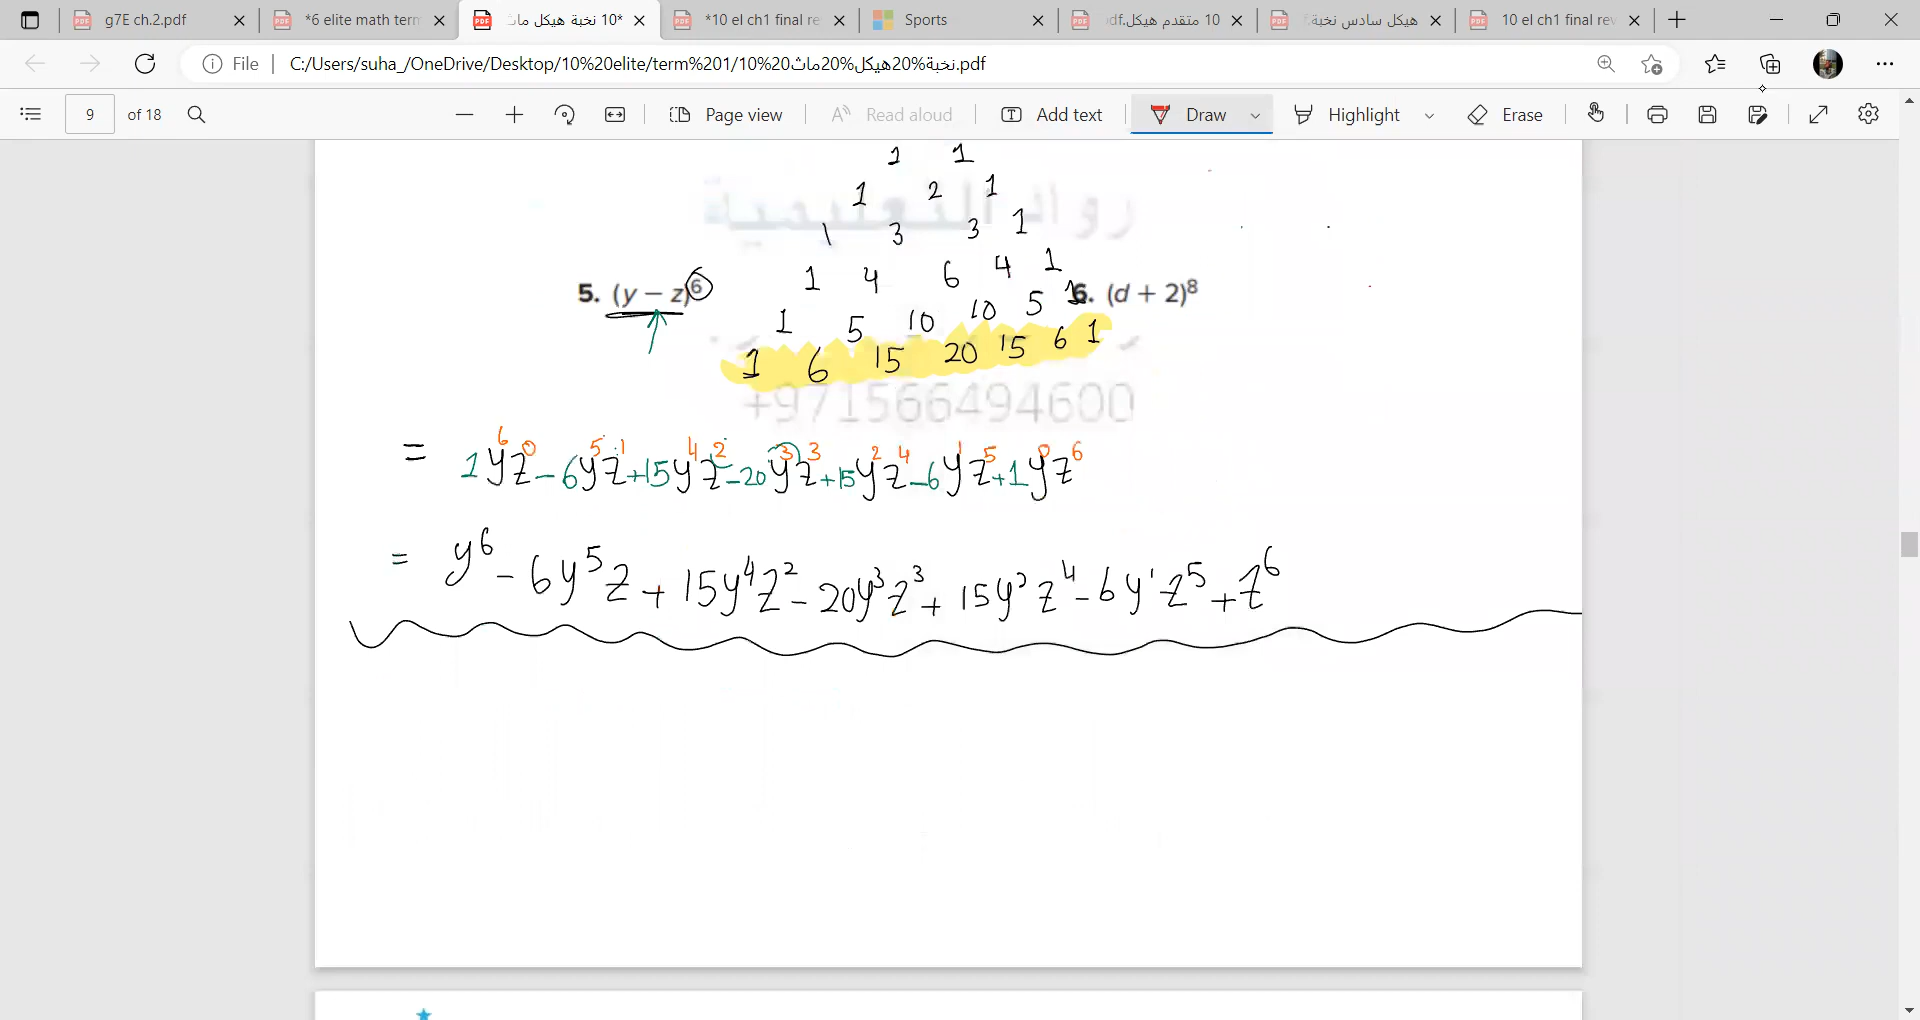 g7E ch.2.pdf
*6 elite math term
*10 نخبة هيكل ماث
*10 el ch1 final re
Sports
10 متقدم هيكل.pdf
هيكل سادس نخبة
10 el ch1 final rev
File C:/Users/suha_/OneDrive/Desktop/10%20elite/term%201/10%20نخبة%20هيكل%20ماث.pdf
9 of 18 Page view Read aloud Add text Draw Highlight Erase
1 1
رواد التعليمية
1 2 1
1 3 3 1
1 4 6 4 1
5. (y − z)⁶
6. (d + 2)⁸
1 5 10 10 5 1
1 6 15 20 15 6 1
+971566494600
= 1y⁶z⁰ − 6y⁵z¹ + 15y⁴z² − 20y³z³ + 15y²z⁴ − 6y¹z⁵ + 1y⁰z⁶
= y⁶ − 6y⁵z + 15y⁴z² − 20y³z³ + 15y²z⁴ − 6y¹z⁵ + z⁶